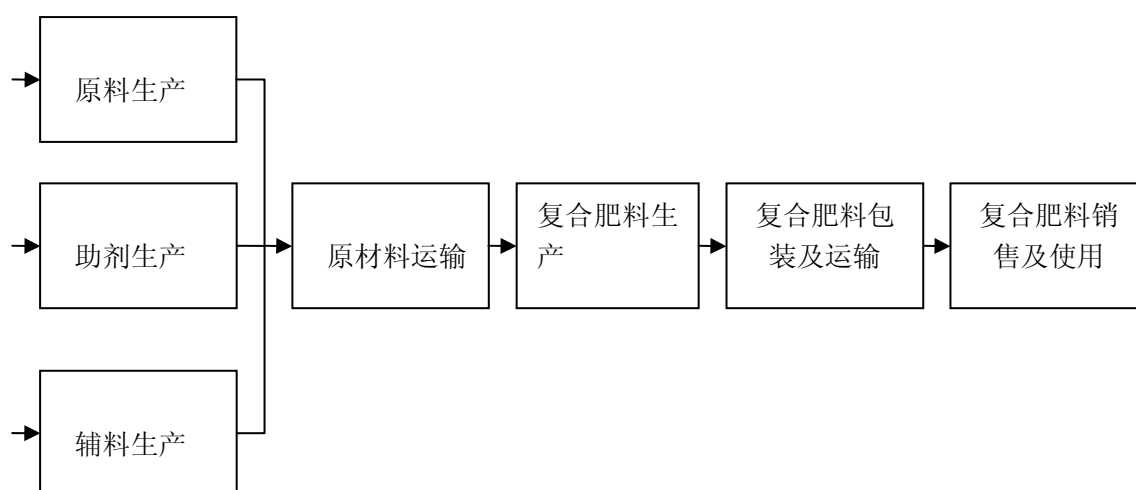 原料生产
助剂生产
原材料运输
复合肥料生
产
复合肥料包
装及运输
复合肥料销
售及使用
辅料生产